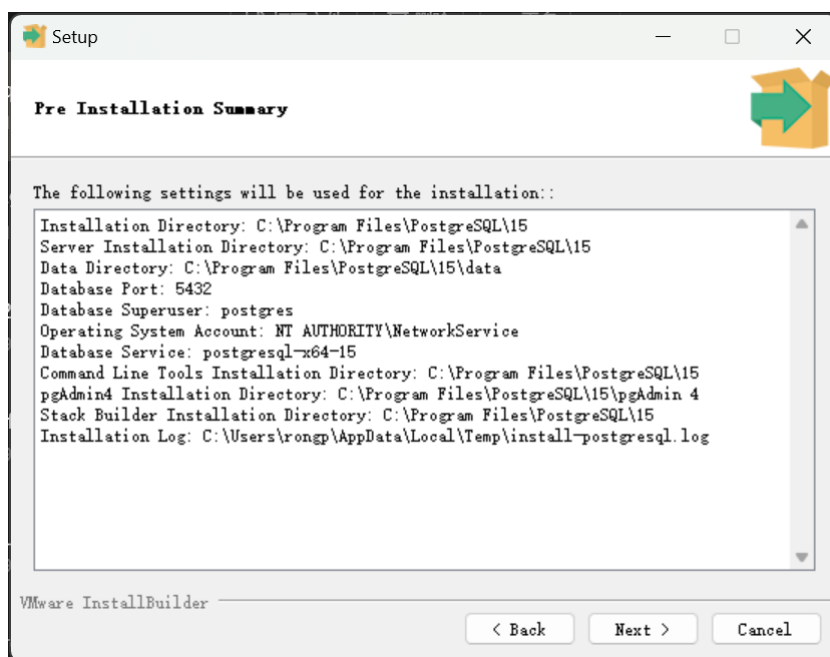 Setup
Pre Installation Summary
The following settings will be used for the installation::
Installation Directory: C:\Program Files\PostgreSQL\15
Server Installation Directory: C:\Program Files\PostgreSQL\15
Data Directory: C:\Program Files\PostgreSQL\15\data
Database Port: 5432
Database Superuser: postgres
Operating System Account: NT AUTHORITY\NetworkService
Database Service: postgresql-x64-15
Command Line Tools Installation Directory: C:\Program Files\PostgreSQL\15
pgAdmin4 Installation Directory: C:\Program Files\PostgreSQL\15\pgAdmin 4
Stack Builder Installation Directory: C:\Program Files\PostgreSQL\15
Installation Log: C:\Users\rongp\AppData\Local\Temp\install-postgresql.log
VMware InstallBuilder
< Back Next > Cancel